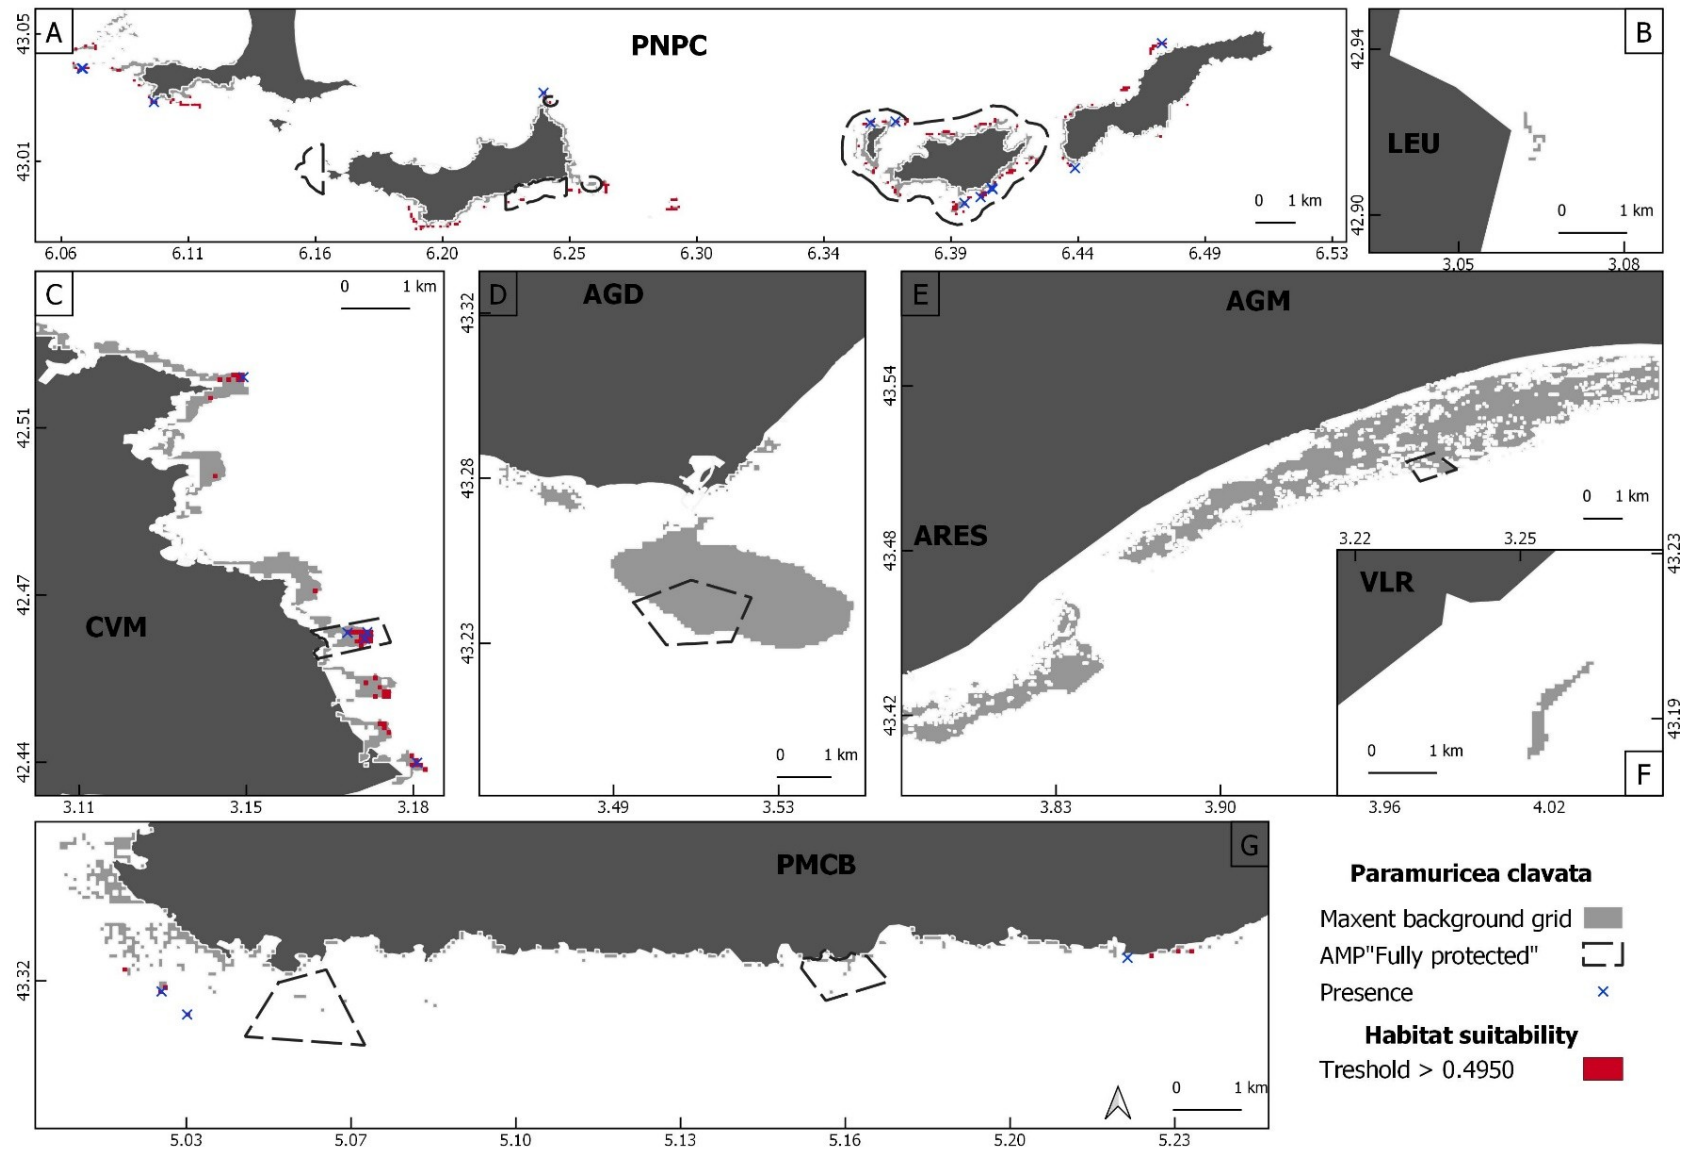 A
PNPC
43.05
43.01
0 1 km
6.06 6.11 6.16 6.20 6.25 6.30 6.34 6.39 6.44 6.49 6.53
B
LEU
42.94
42.90
0 1 km
3.05 3.08
C
CVM
0 1 km
42.51
42.47
42.44
3.11 3.15 3.18
D
AGD
43.32
43.28
43.23
0 1 km
3.49 3.53
E
AGM
ARES
43.54
43.48
43.42
0 1 km
3.83 3.90 3.96 4.02
3.22 3.25
VLR
43.23
43.19
0 1 km
F
G
PMCB
43.32
0 1 km
5.03 5.07 5.10 5.13 5.16 5.20 5.23
Paramuricea clavata
Maxent background grid
AMP"Fully protected"
Presence
Habitat suitability
Treshold > 0.4950